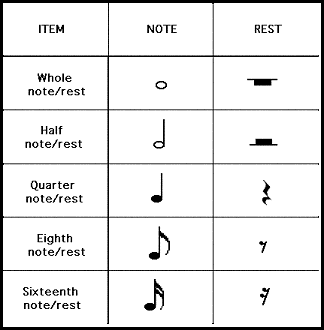 ITEM NOTE REST
Whole
note/rest
Half
note/rest
Quarter
note/rest
Eighth
note/rest
Sixteenth
note/rest